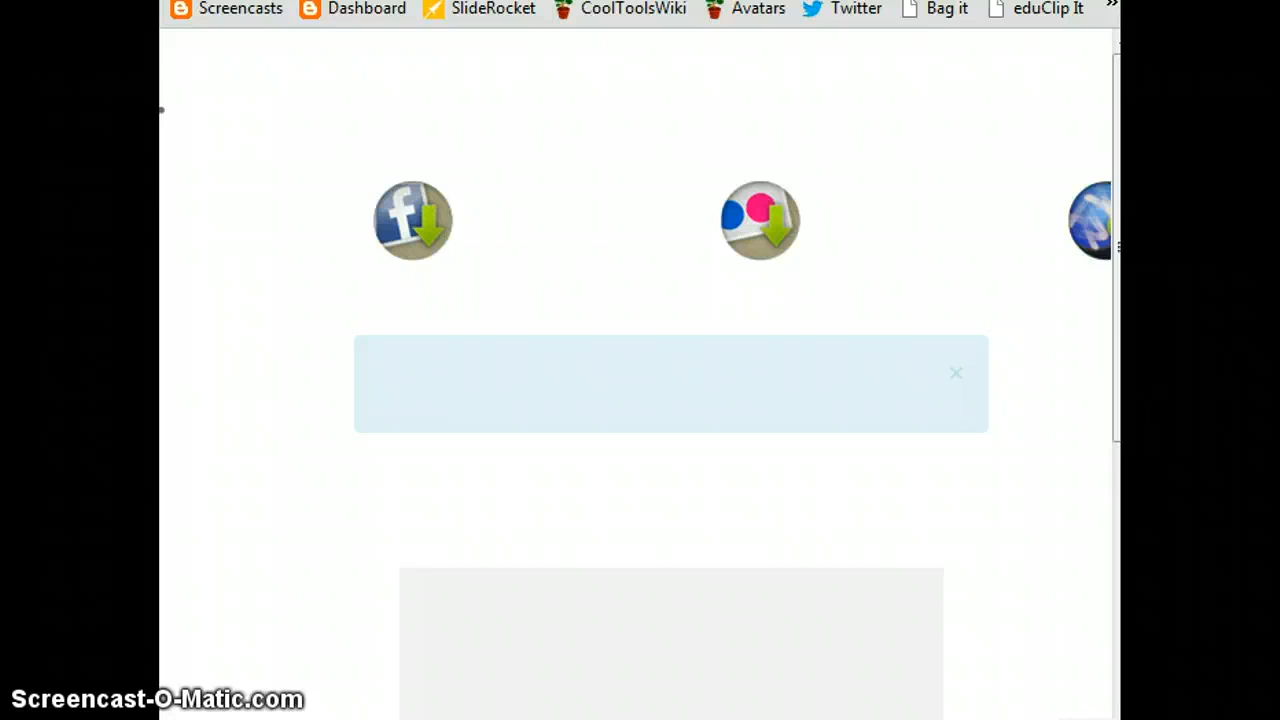 Screencasts Dashboard SlideRocket CoolToolsWiki Avatars Twitter Bag it eduClip It »
f
Screencast-O-Matic.com